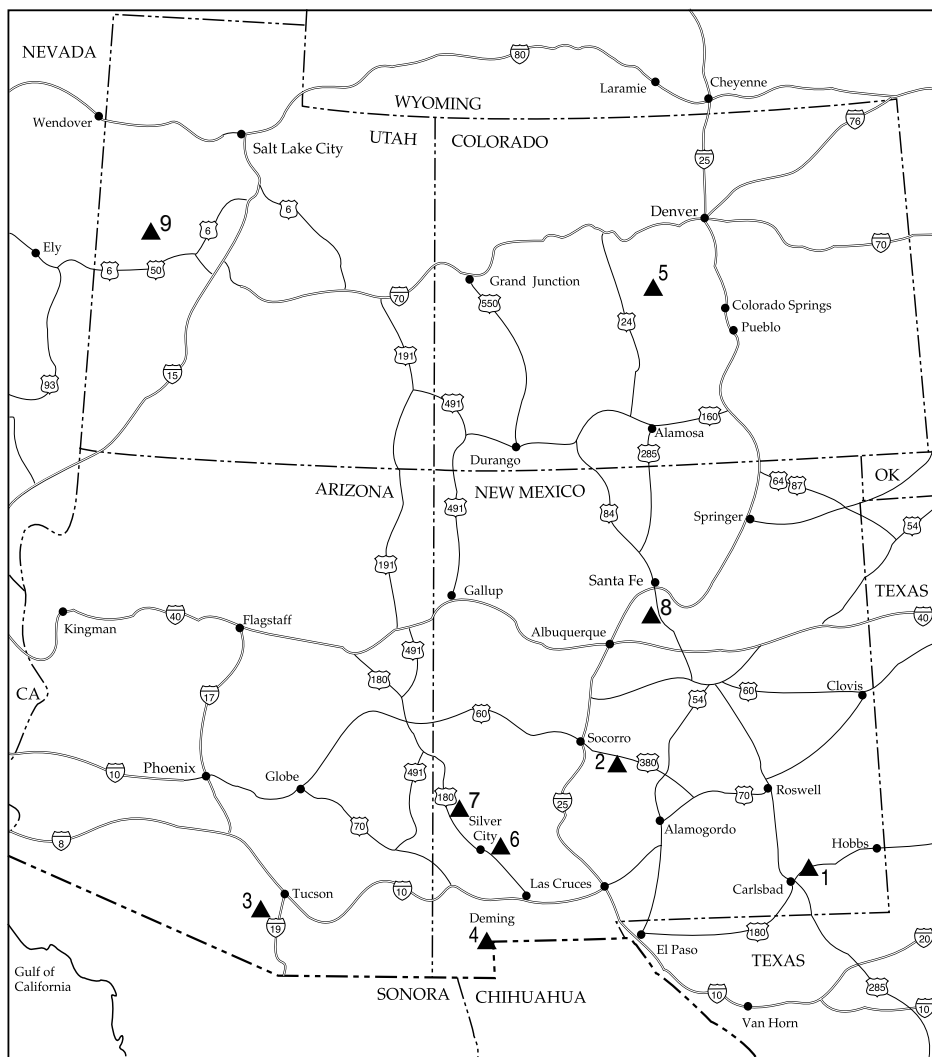 NEVADA
80
Laramie
Cheyenne
WYOMING
Wendover
Salt Lake City
UTAH
COLORADO
76
25
6
6
9
Denver
70
Ely
6
50
Grand Junction
5
70
550
24
Colorado Springs
Pueblo
191
93
15
491
160
Alamosa
Durango
285
ARIZONA
NEW MEXICO
64
87
OK
491
84
Springer
54
191
Santa Fe
TEXAS
Kingman
40
Flagstaff
Gallup
8
40
Albuquerque
491
180
CA
17
54
60
Clovis
60
Socorro
2
380
10
Phoenix
Globe
491
180
7
25
70
Roswell
Silver
City
6
8
70
Alamogordo
Hobbs
1
Tucson
10
Las Cruces
Carlsbad
3
19
Deming
4
180
El Paso
20
Gulf of
California
TEXAS
SONORA
CHIHUAHUA
10
285
Van Horn
10